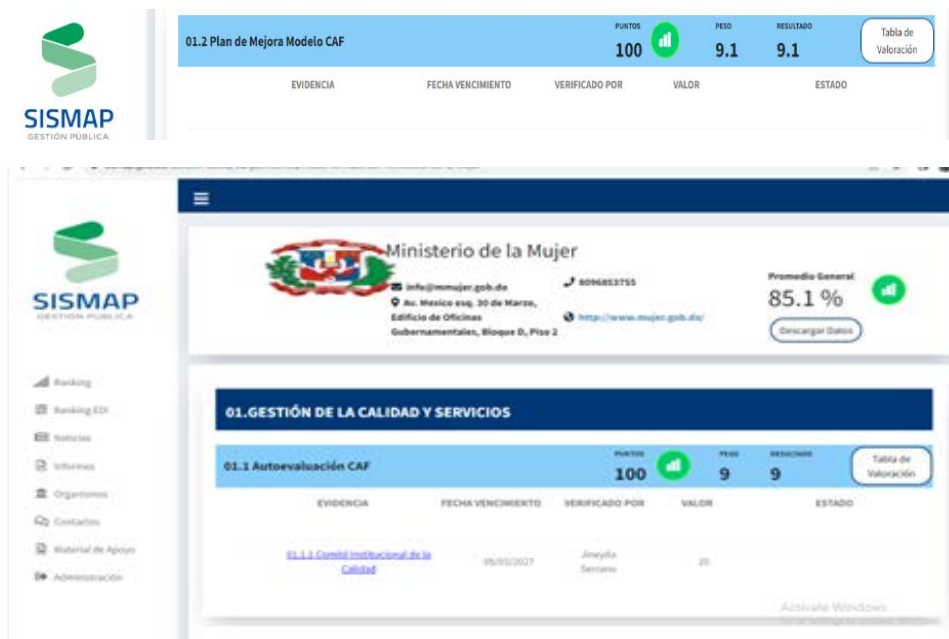 SISMAP
GESTIÓN PÚBLICA
01.2 Plan de Mejora Modelo CAF
PUNTOS
100
PESO
9.1
RESULTADO
9.1
Tabla de
Valoración
EVIDENCIA FECHA VENCIMIENTO VERIFICADO POR VALOR ESTADO
SISMAP
GESTIÓN PÚBLICA
Ministerio de la Mujer
info@mmujer.gob.do
Av. Mexico esq. 30 de Marzo,
Edificio de Oficinas
Gubernamentales, Bloque D, Piso 2
8096853755
http://www.mujer.gob.do/
Promedio General
85.1 %
Descargar Datos
Ranking
Ranking EDI
Noticias
Informes
Organismos
Contactos
Material de Apoyo
Administración
01.GESTIÓN DE LA CALIDAD Y SERVICIOS
01.1 Autoevaluación CAF
PUNTOS
100
PESO
9
RESULTADO
9
Tabla de
Valoración
EVIDENCIA FECHA VENCIMIENTO VERIFICADO POR VALOR ESTADO
01.1.1 Comité Institucional de la
Calidad
05/03/2027
Serrano
20
Activate Windows